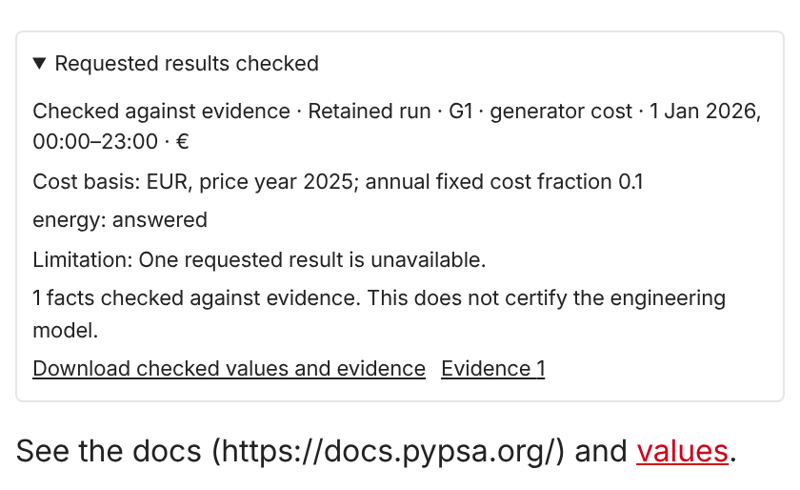 ▼ Requested results checked
Checked against evidence · Retained run · G1 · generator cost · 1 Jan 2026,
00:00–23:00 · €
Cost basis: EUR, price year 2025; annual fixed cost fraction 0.1
energy: answered
Limitation: One requested result is unavailable.
1 facts checked against evidence. This does not certify the engineering
model.
Download checked values and evidence Evidence 1
See the docs (https://docs.pypsa.org/) and values.